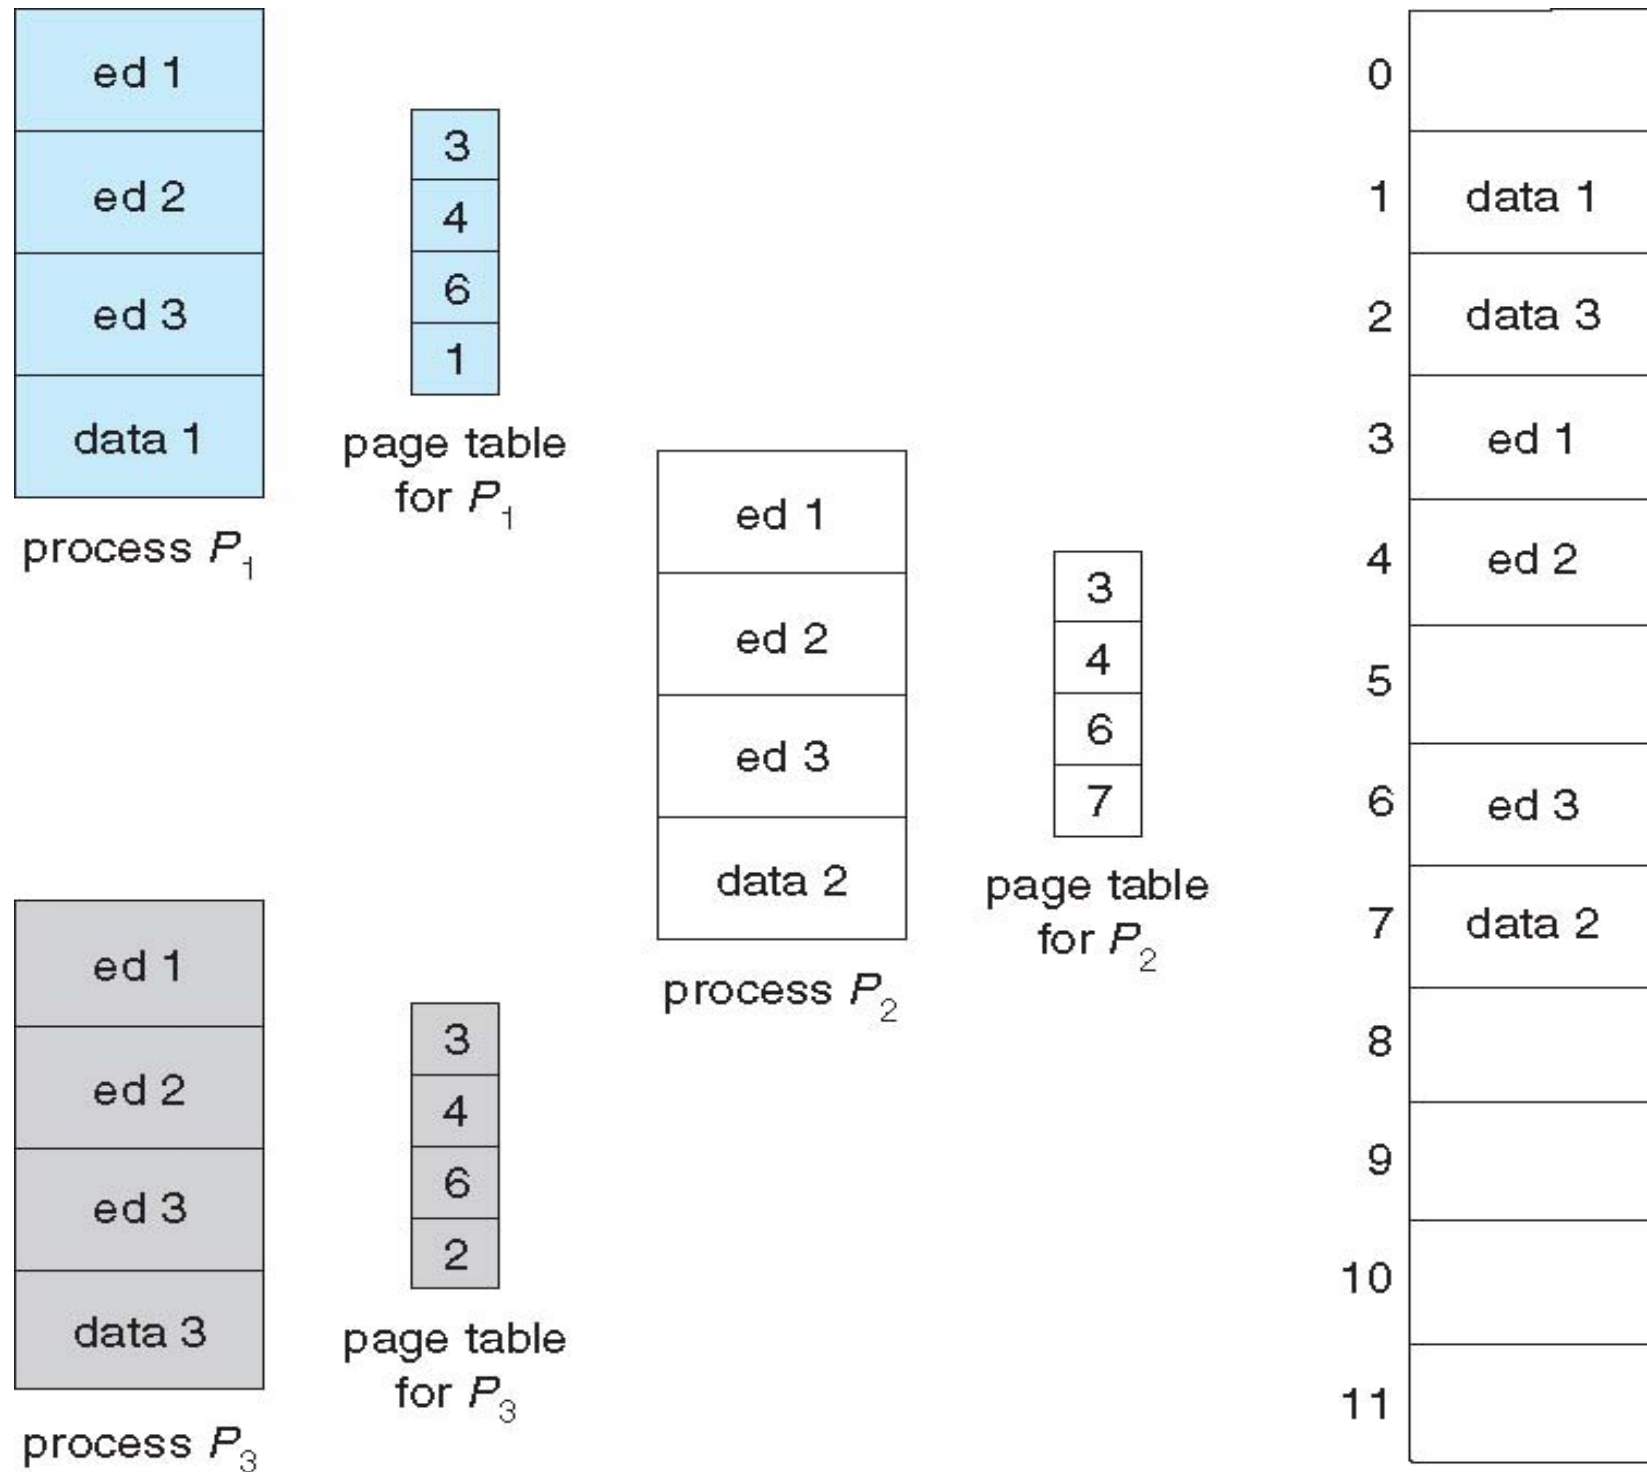 ed 1
ed 2
ed 3
data 1
process P1
3
4
6
1
page table
for P1
ed 1
ed 2
ed 3
data 2
process P2
3
4
6
7
page table
for P2
ed 1
ed 2
ed 3
data 3
process P3
3
4
6
2
page table
for P3
0
1 data 1
2 data 3
3 ed 1
4 ed 2
5
6 ed 3
7 data 2
8
9
10
11